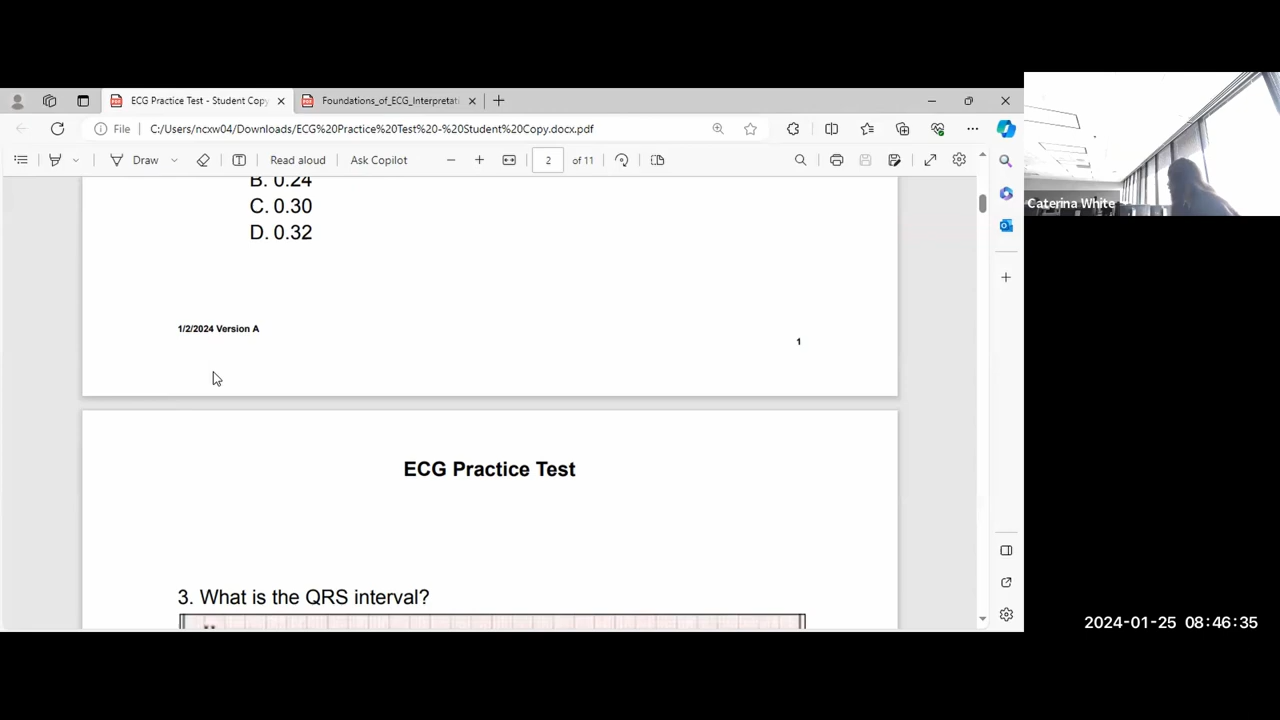 ECG Practice Test - Student Copy
Foundations_of_ECG_Interpretati
File
C:/Users/ncxw04/Downloads/ECG%20Practice%20Test%20-%20Student%20Copy.docx.pdf
Draw
Read aloud
Ask Copilot
2
of 11
B. 0.24
C. 0.30
D. 0.32
1/2/2024 Version A
1
ECG Practice Test
3. What is the QRS interval?
Caterina White
2024-01-25 08:46:35